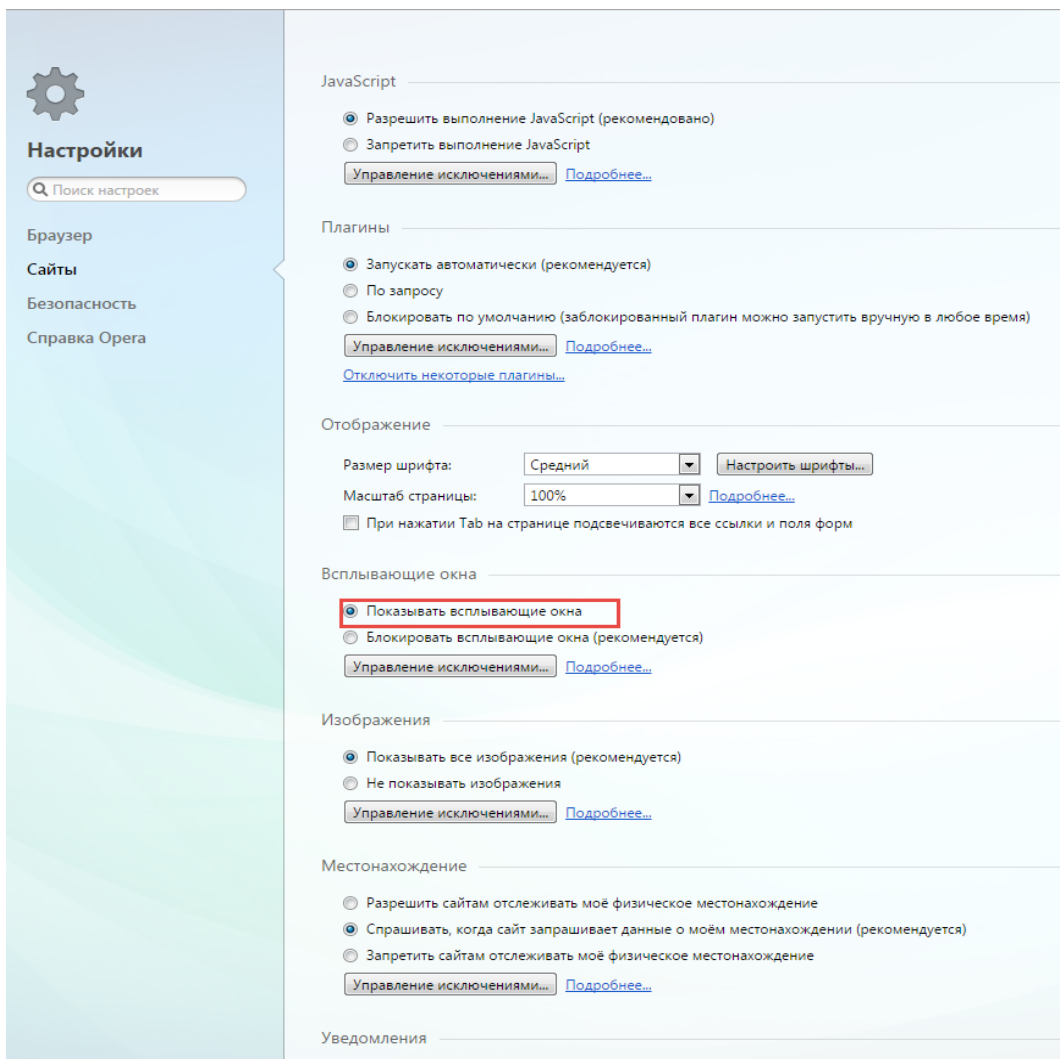 Настройки
Поиск настроек
Браузер
Сайты
Безопасность
Справка Opera
JavaScript
Разрешить выполнение JavaScript (рекомендовано)
Запретить выполнение JavaScript
Управление исключениями... Подробнее...
Плагины
Запускать автоматически (рекомендуется)
По запросу
Блокировать по умолчанию (заблокированный плагин можно запустить вручную в любое время)
Управление исключениями... Подробнее...
Отключить некоторые плагины...
Отображение
Размер шрифта: Средний Настроить шрифты...
Масштаб страницы: 100% Подробнее...
При нажатии Tab на странице подсвечиваются все ссылки и поля форм
Всплывающие окна
Показывать всплывающие окна
Блокировать всплывающие окна (рекомендуется)
Управление исключениями... Подробнее...
Изображения
Показывать все изображения (рекомендуется)
Не показывать изображения
Управление исключениями... Подробнее...
Местонахождение
Разрешить сайтам отслеживать моё физическое местонахождение
Спрашивать, когда сайт запрашивает данные о моём местонахождении (рекомендуется)
Запретить сайтам отслеживать моё физическое местонахождение
Управление исключениями... Подробнее...
Уведомления